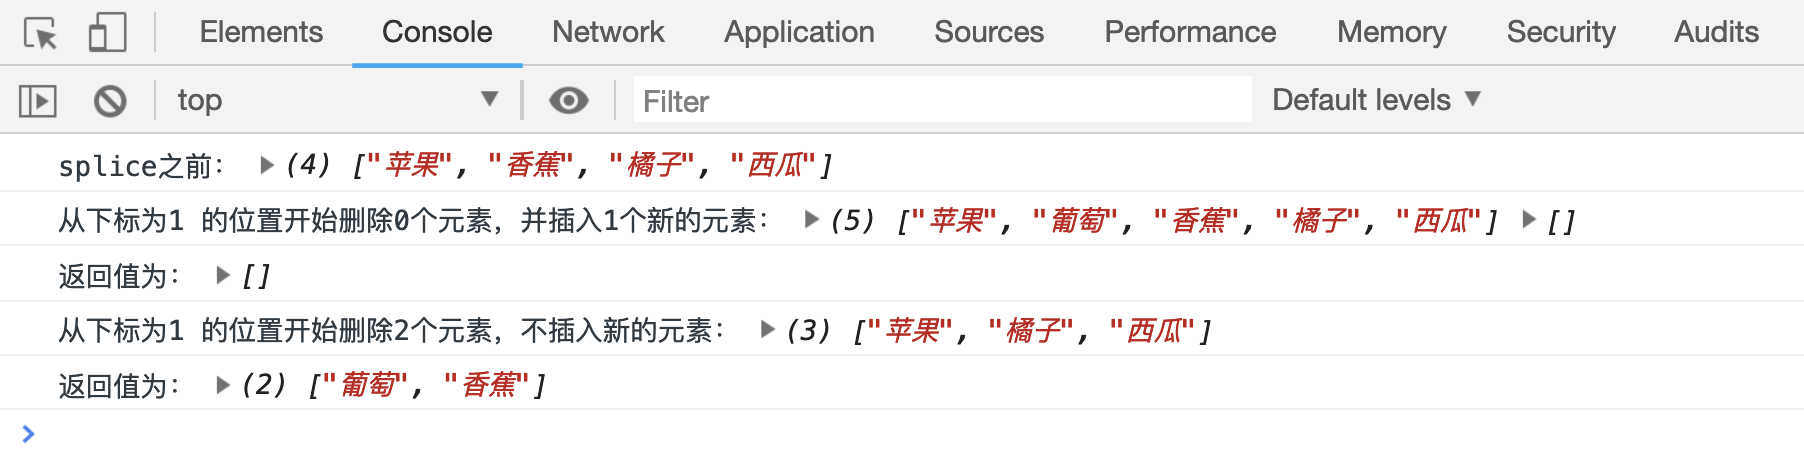 Elements Console Network Application Sources Performance Memory Security Audits
top Filter Default levels
splice之前： (4) ["苹果", "香蕉", "橘子", "西瓜"]
从下标为1 的位置开始删除0个元素，并插入1个新的元素： (5) ["苹果", "葡萄", "香蕉", "橘子", "西瓜"] []
返回值为： []
从下标为1 的位置开始删除2个元素，不插入新的元素： (3) ["苹果", "橘子", "西瓜"]
返回值为： (2) ["葡萄", "香蕉"]